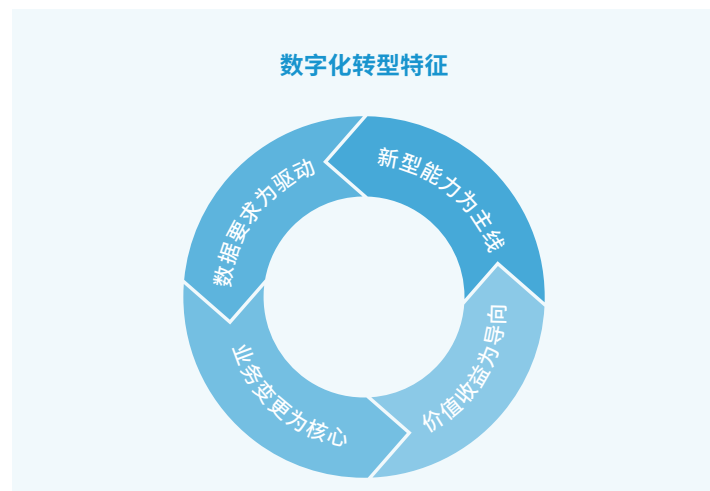 数字化转型特征
新型能力为主线
价值收益为导向
业务变更为核心
数据要求为驱动